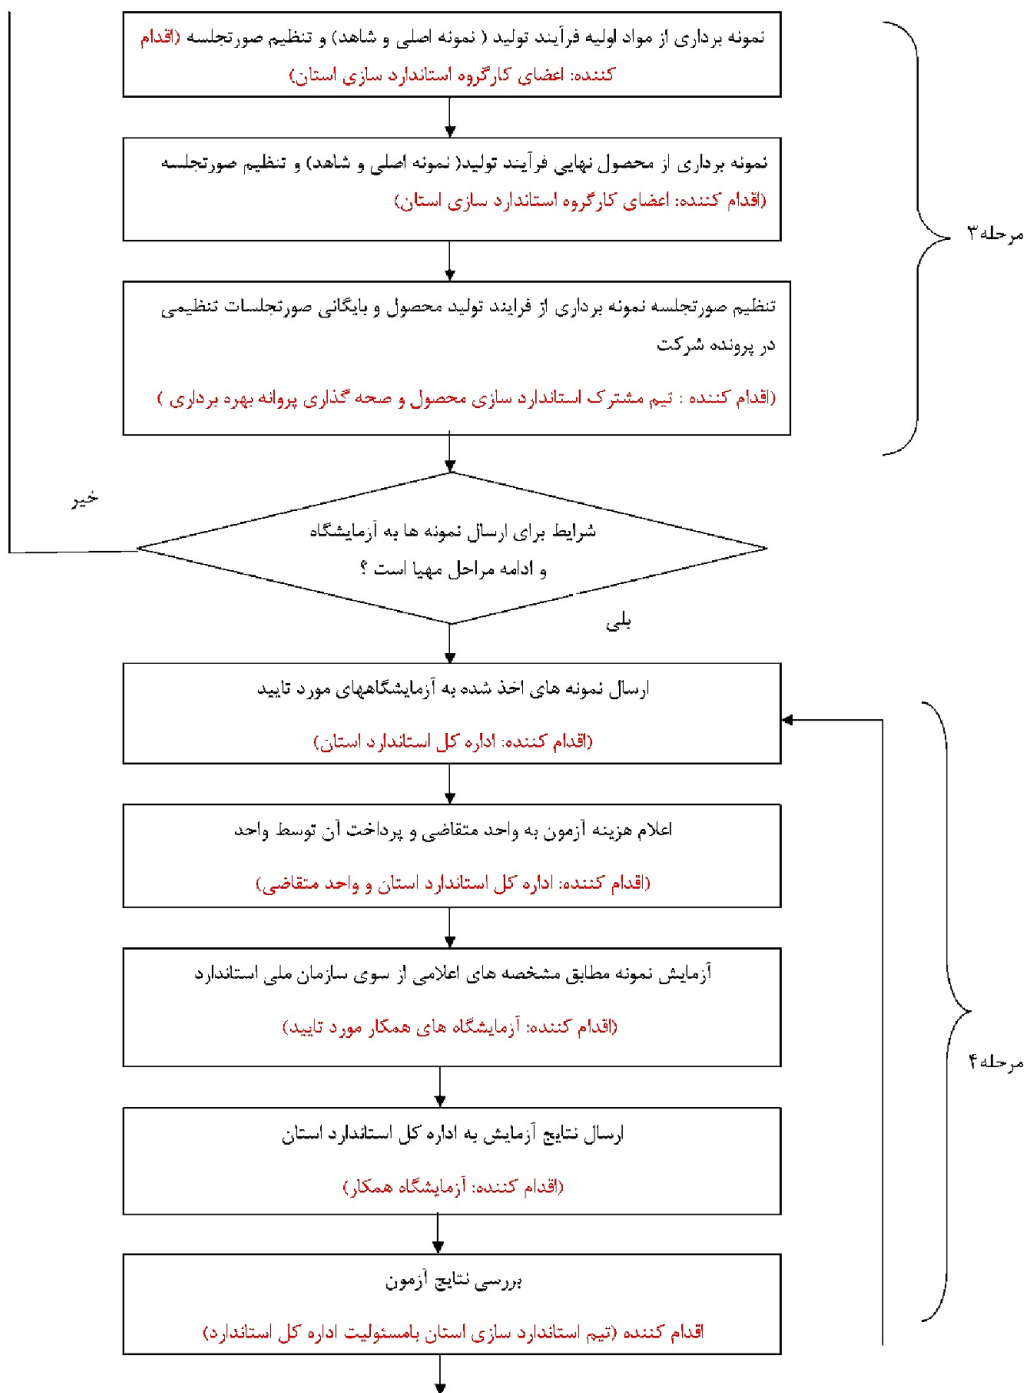 نمونه برداری از مواد اولیه فرآیند تولید ( نمونه اصلی و شاهد) و تنظیم صورتجلسه (اقدام
کننده: اعضای کارگروه استاندارد سازی استان)
نمونه برداری از محصول نهایی فرآیند تولید( نمونه اصلی و شاهد) و تنظیم صورتجلسه
(اقدام کننده: اعضای کارگروه استاندارد سازی استان)
مرحله۳
تنظیم صورتجلسه نمونه برداری از فرایند تولید محصول و بایگانی صورتجلسات تنظیمی
در پرونده شرکت
(اقدام کننده : تیم مشترک استاندارد سازی محصول و صحه گذاری پروانه بهره برداری )
خیر
شرایط برای ارسال نمونه ها به آزمایشگاه
و ادامه مراحل مهیا است ؟
بلی
ارسال نمونه های اخذ شده به آزمایشگاههای مورد تایید
(اقدام کننده: اداره کل استاندارد استان)
اعلام هزینه آزمون به واحد متقاضی و پرداخت آن توسط واحد
(اقدام کننده: اداره کل استاندارد استان و واحد متقاضی)
آزمایش نمونه مطابق مشخصه های اعلامی از سوی سازمان ملی استاندارد
(اقدام کننده: آزمایشگاه های همکار مورد تایید)
مرحله۴
ارسال نتایج آزمایش به اداره کل استاندارد استان
(اقدام کننده: آزمایشگاه همکار)
بررسی نتایج آزمون
اقدام کننده (تیم استاندارد سازی استان بامسئولیت اداره کل استاندارد)